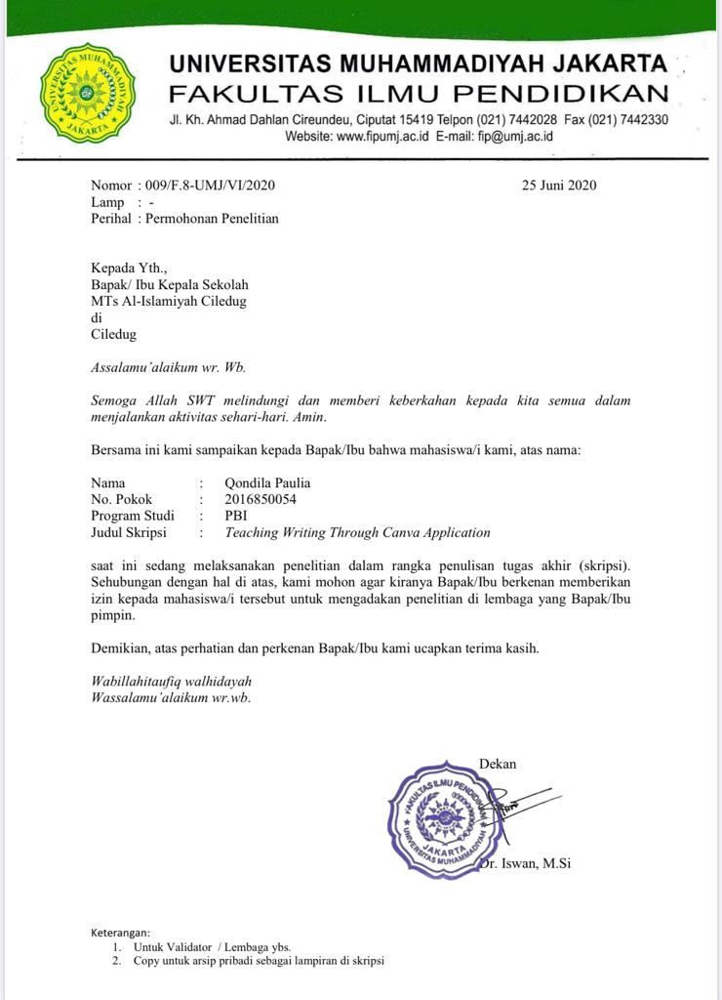 UNIVERSITAS MUHAMMADIYAH JAKARTA
FAKULTAS ILMU PENDIDIKAN
Jl. Kh. Ahmad Dahlan Cireundeu, Ciputat 15419 Telpon (021) 7442028 Fax (021) 7442330
Website: www.fipumj.ac.id E-mail: fip@umj.ac.id
UNIVERSITAS MUHAMMADIYAH
JAKARTA
Nomor : 009/F.8-UMJ/VI/2020 25 Juni 2020
Lamp : -
Perihal : Permohonan Penelitian
Kepada Yth.,
Bapak/ Ibu Kepala Sekolah
MTs Al-Islamiyah Ciledug
di
Ciledug
Assalamu’alaikum wr. Wb.
Semoga Allah SWT melindungi dan memberi keberkahan kepada kita semua dalam
menjalankan aktivitas sehari-hari. Amin.
Bersama ini kami sampaikan kepada Bapak/Ibu bahwa mahasiswa/i kami, atas nama:
Nama : Qondila Paulia
No. Pokok : 2016850054
Program Studi : PBI
Judul Skripsi : Teaching Writing Through Canva Application
saat ini sedang melaksanakan penelitian dalam rangka penulisan tugas akhir (skripsi).
Sehubungan dengan hal di atas, kami mohon agar kiranya Bapak/Ibu berkenan memberikan
izin kepada mahasiswa/i tersebut untuk mengadakan penelitian di lembaga yang Bapak/Ibu
pimpin.
Demikian, atas perhatian dan perkenan Bapak/Ibu kami ucapkan terima kasih.
Wabillahitaufiq walhidayah
Wassalamu’alaikum wr.wb.
Dekan
FAKULTAS ILMU PENDIDIKAN
UNIVERSITAS MUHAMMADIYAH
JAKARTA
Dr. Iswan, M.Si
Keterangan:
1. Untuk Validator / Lembaga ybs.
2. Copy untuk arsip pribadi sebagai lampiran di skripsi